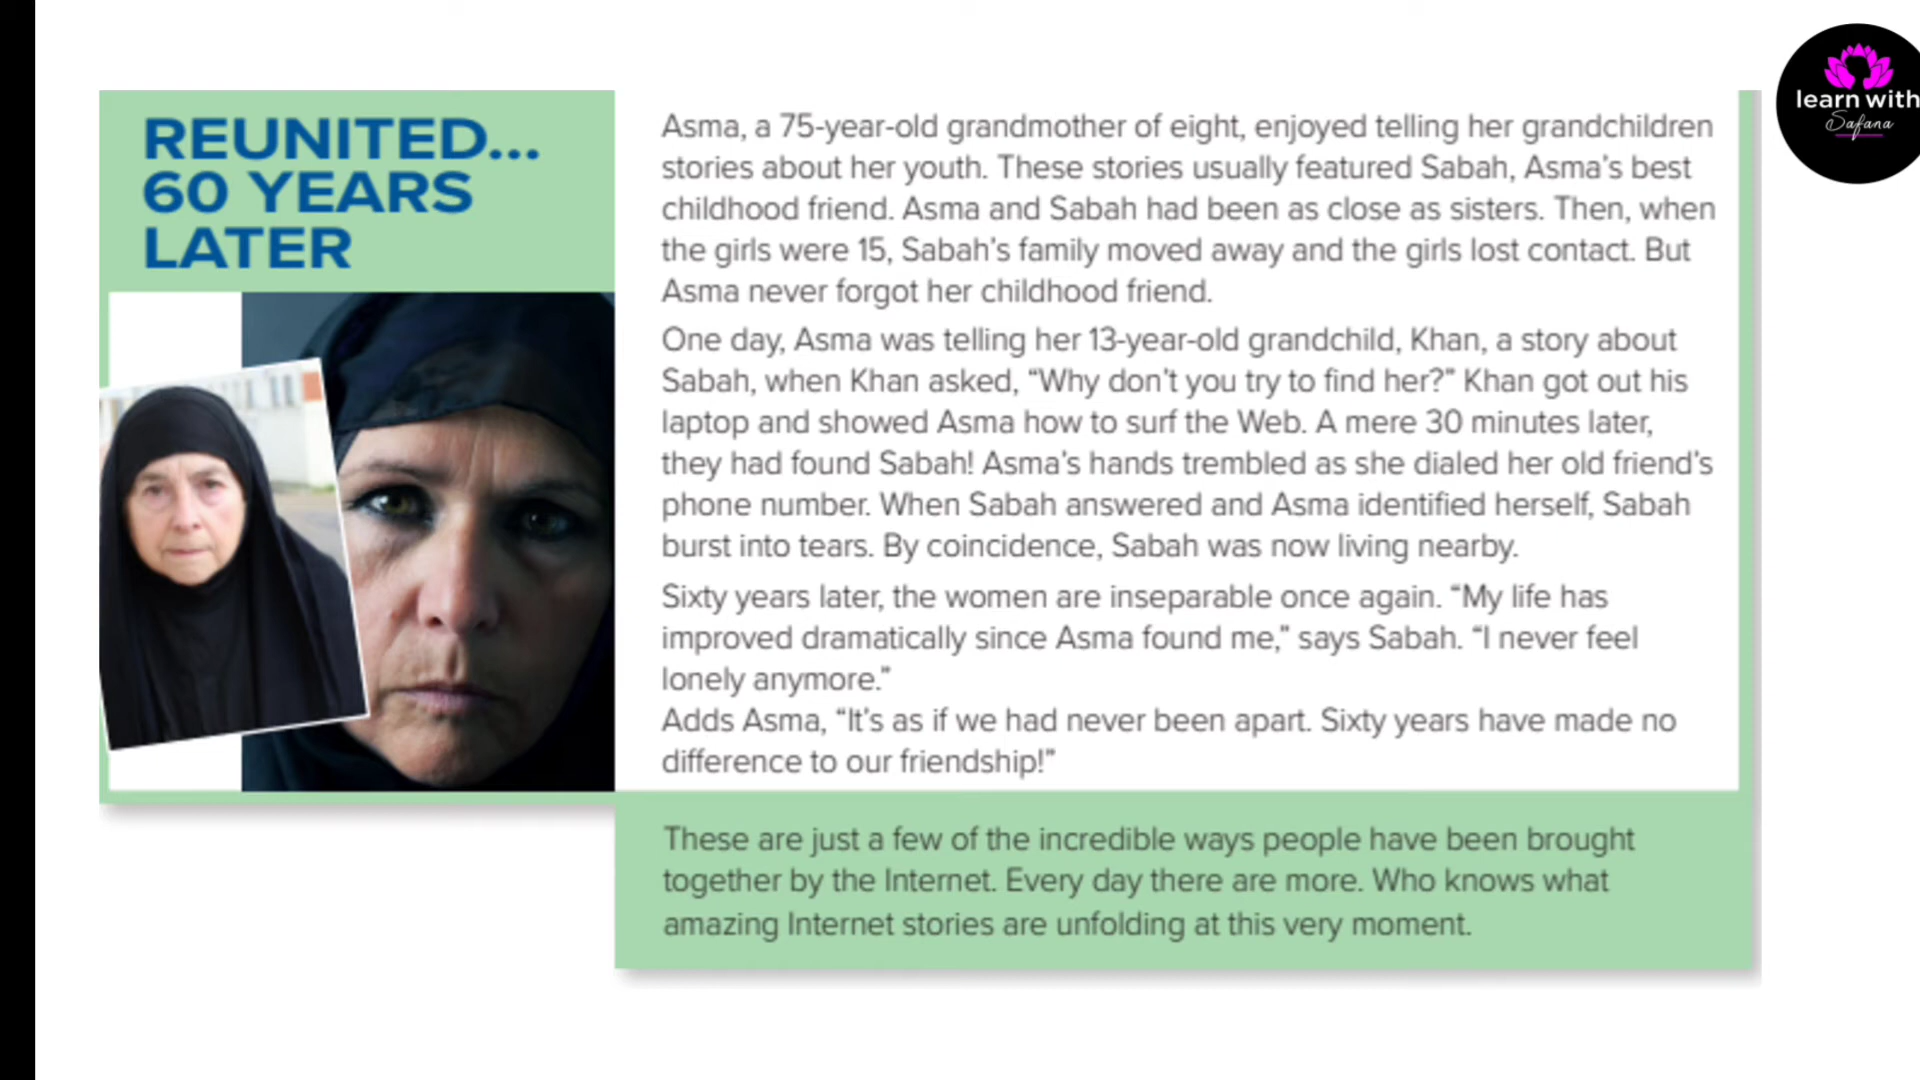 REUNITED...
60 YEARS
LATER
Asma, a 75-year-old grandmother of eight, enjoyed telling her grandchildren
stories about her youth. These stories usually featured Sabah, Asma's best
childhood friend. Asma and Sabah had been as close as sisters. Then, when
the girls were 15, Sabah's family moved away and the girls lost contact. But
Asma never forgot her childhood friend.
One day, Asma was telling her 13-year-old grandchild, Khan, a story about
Sabah, when Khan asked, “Why don't you try to find her?” Khan got out his
laptop and showed Asma how to surf the Web. A mere 30 minutes later,
they had found Sabah! Asma's hands trembled as she dialed her old friend's
phone number. When Sabah answered and Asma identified herself, Sabah
burst into tears. By coincidence, Sabah was now living nearby.
Sixty years later, the women are inseparable once again. “My life has
improved dramatically since Asma found me,” says Sabah. “I never feel
lonely anymore.”
Adds Asma, “It's as if we had never been apart. Sixty years have made no
difference to our friendship!”
These are just a few of the incredible ways people have been brought
together by the Internet. Every day there are more. Who knows what
amazing Internet stories are unfolding at this very moment.
learn with
Safana